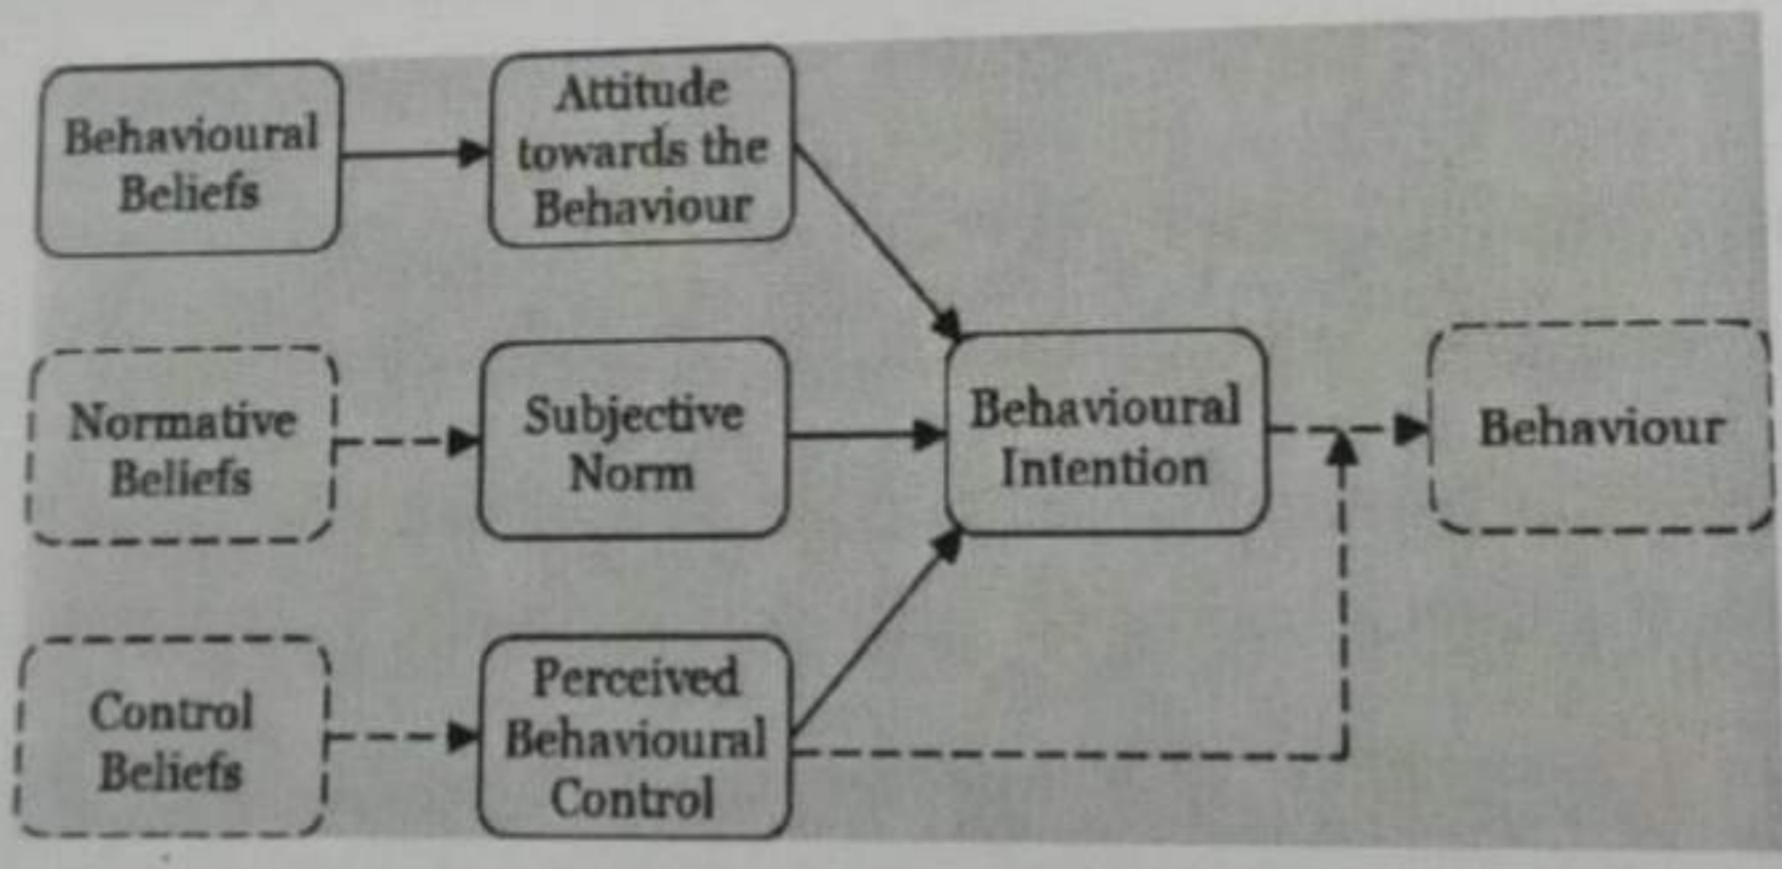 Behavioural
Beliefs
Attitude
towards the
Behaviour
Normative
Beliefs
Subjective
Norm
Behavioural
Intention
Behaviour
Control
Beliefs
Perceived
Behavioural
Control